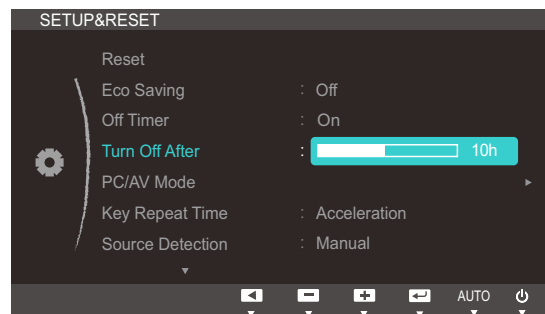 SETUP&RESET
Reset
Eco Saving : Off
Off Timer : On
Turn Off After : 10h
PC/AV Mode
Key Repeat Time : Acceleration
Source Detection : Manual
AUTO